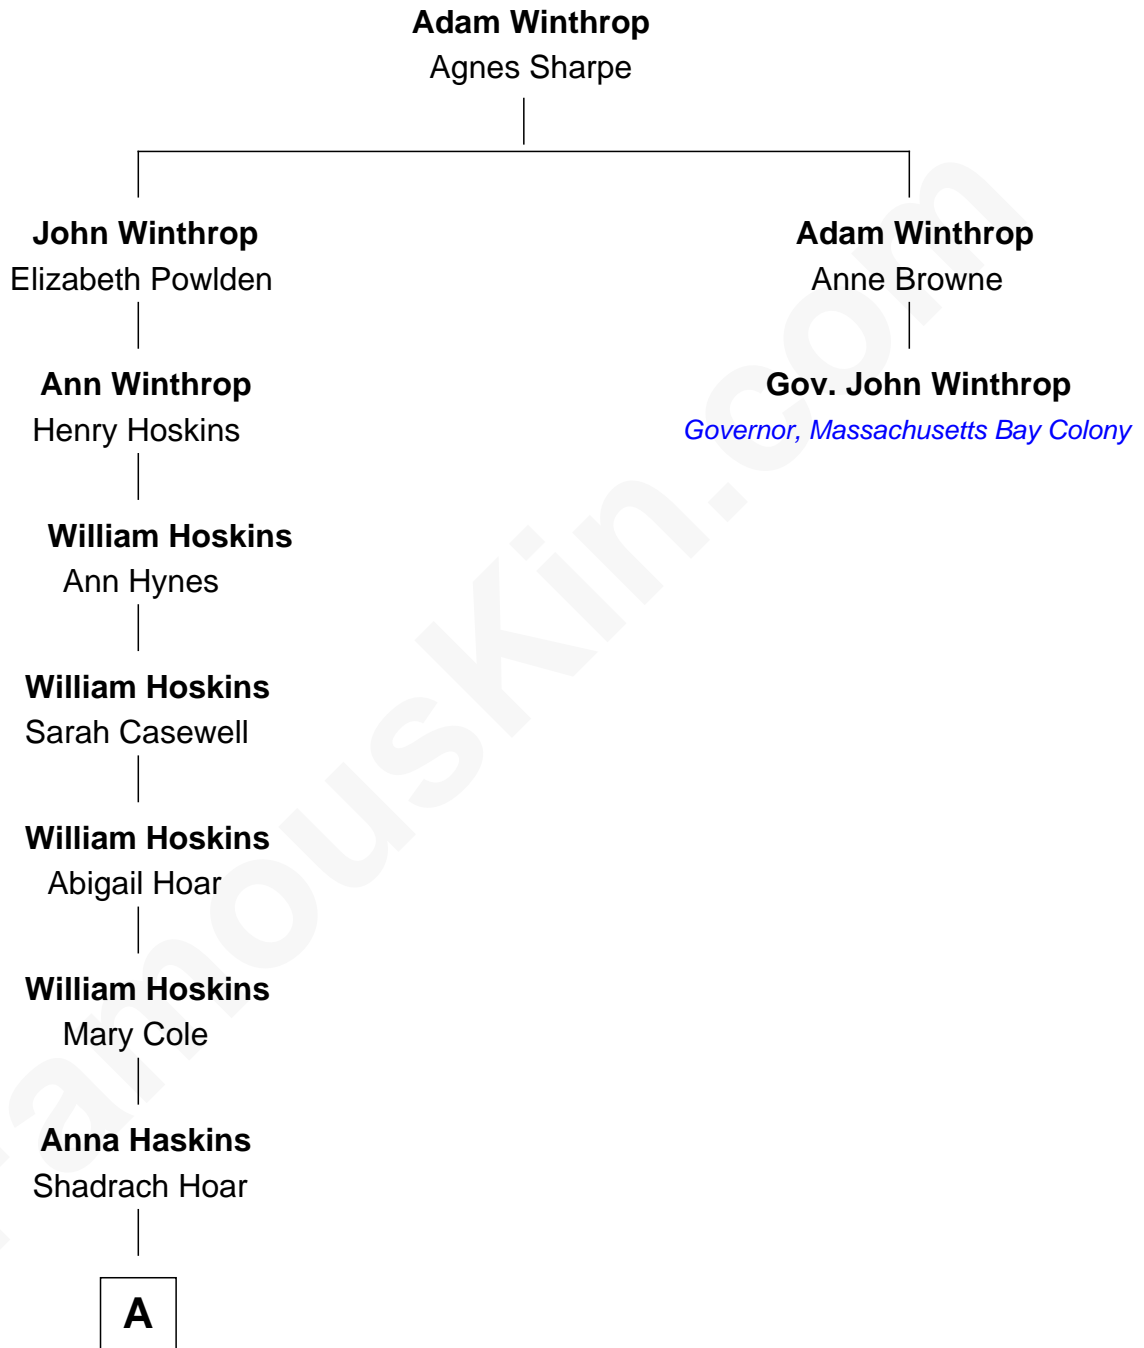 Adam Winthrop
Agnes Sharpe
John Winthrop
Elizabeth Powlden
Adam Winthrop
Anne Browne
Ann Winthrop
Henry Hoskins
Gov. John Winthrop
Governor, Massachusetts Bay Colony
William Hoskins
Ann Hynes
William Hoskins
Sarah Casewell
William Hoskins
Abigail Hoar
William Hoskins
Mary Cole
Anna Haskins
Shadrach Hoar
A
FamousKin.com